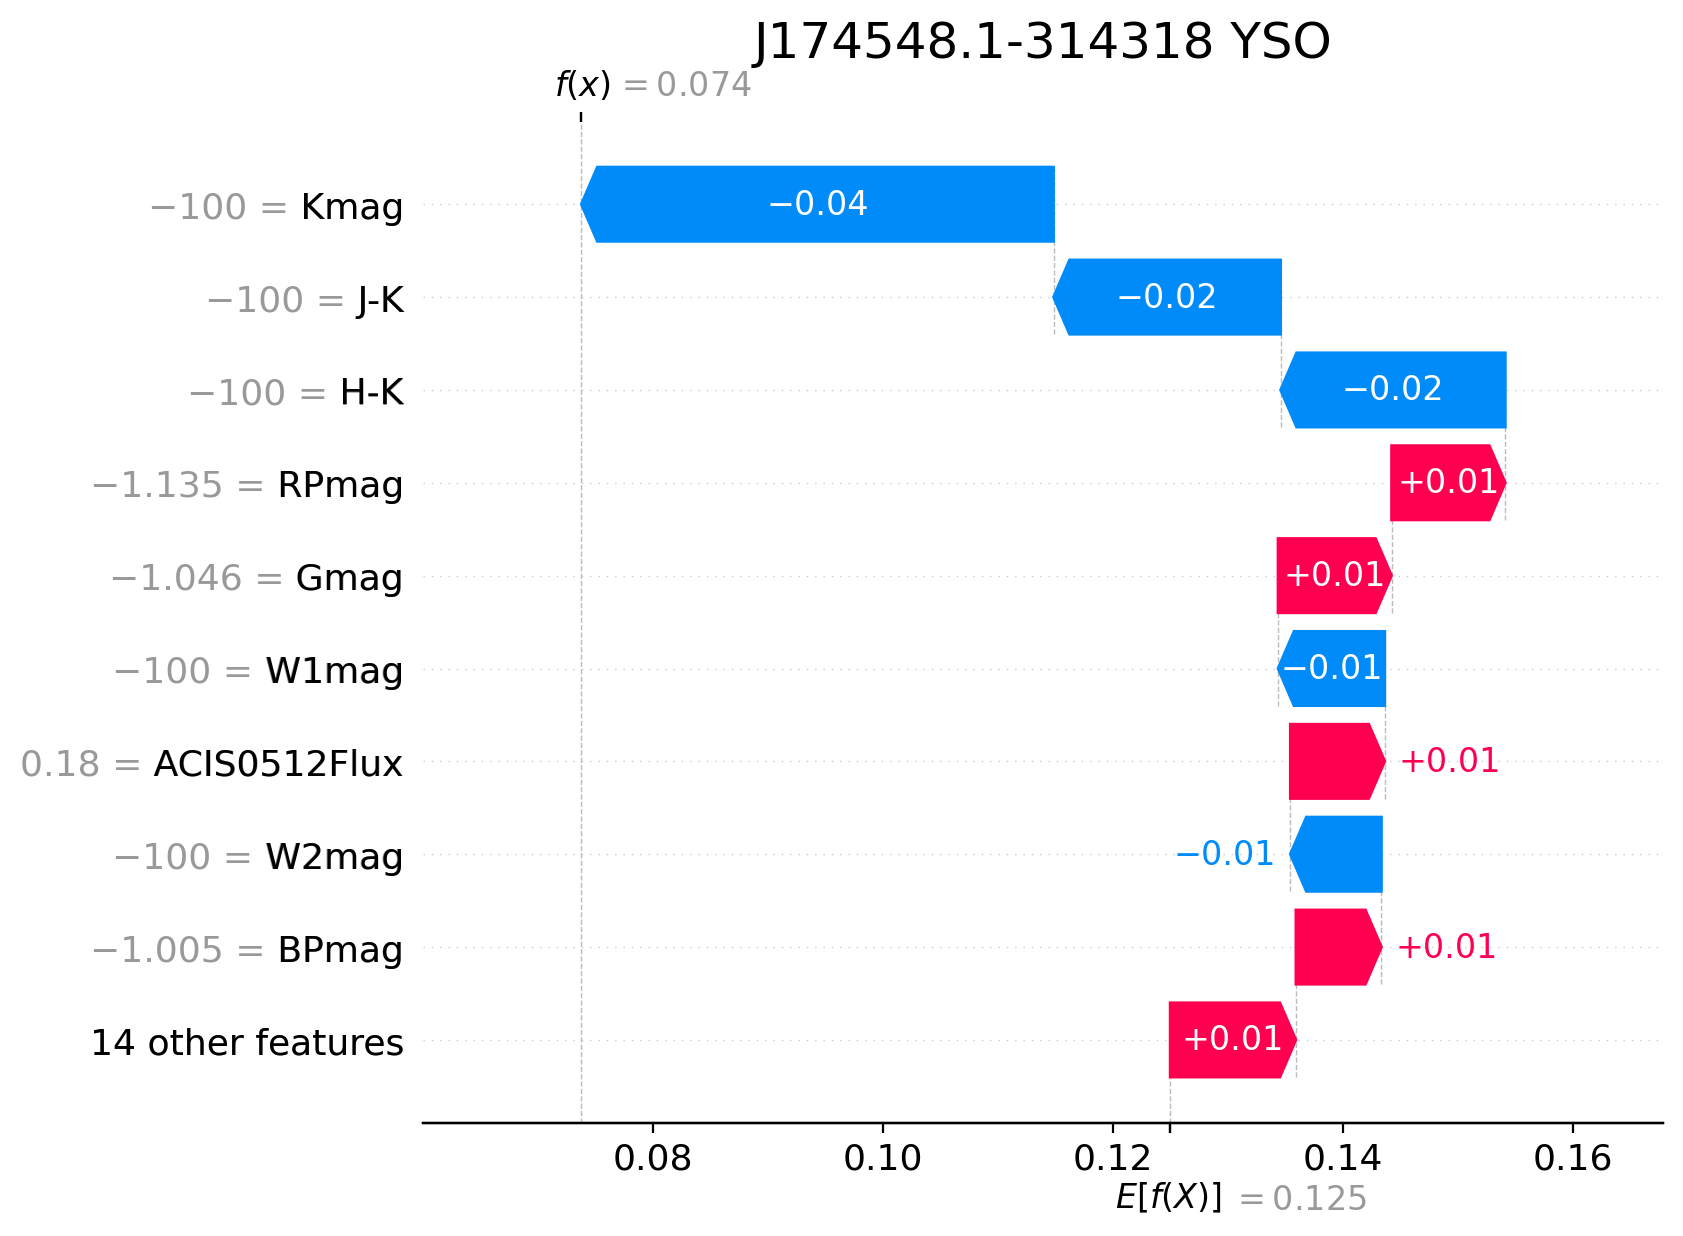 J174548.1-314318 YSO
f(x) = 0.074
−100 = Kmag
−0.04
−100 = J-K
−0.02
−100 = H-K
−0.02
−1.135 = RPmag
+0.01
−1.046 = Gmag
+0.01
−100 = W1mag
−0.01
0.18 = ACIS0512Flux
+0.01
−100 = W2mag
−0.01
−1.005 = BPmag
+0.01
14 other features
+0.01
0.08 0.10 0.12 0.14 0.16
E[f(X)] = 0.125